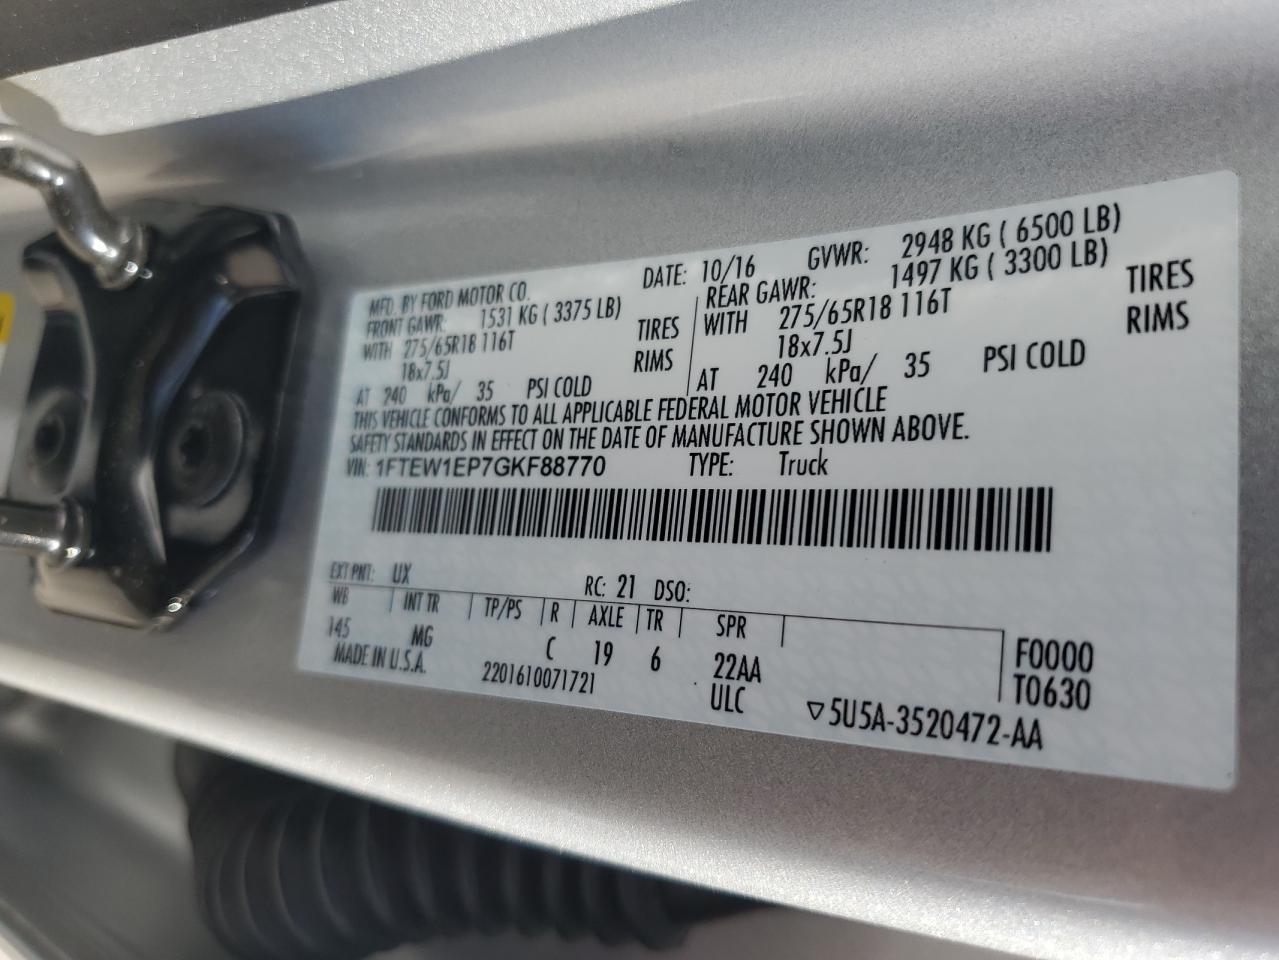 MFD. BY FORD MOTOR CO.
DATE: 10/16 GVWR: 2948 KG ( 6500 LB)
FRONT GAWR: 1531 KG ( 3375 LB)
WITH 275/65R18 116T TIRES
18x7.5J RIMS
AT 240 kPa/ 35 PSI COLD
REAR GAWR: 1497 KG ( 3300 LB)
WITH 275/65R18 116T TIRES
18x7.5J RIMS
AT 240 kPa/ 35 PSI COLD
THIS VEHICLE CONFORMS TO ALL APPLICABLE FEDERAL MOTOR VEHICLE
SAFETY STANDARDS IN EFFECT ON THE DATE OF MANUFACTURE SHOWN ABOVE.
VIN: 1FTEW1EP7GKF88770 TYPE: Truck
EXT PNT: UX RC: 21 DSO:
WB INT TR TP/PS R AXLE TR SPR
145 MG C 19 6 22AA
F0000
T0630
MADE IN U.S.A. 2201610071721 ULC ▽5U5A-3520472-AA